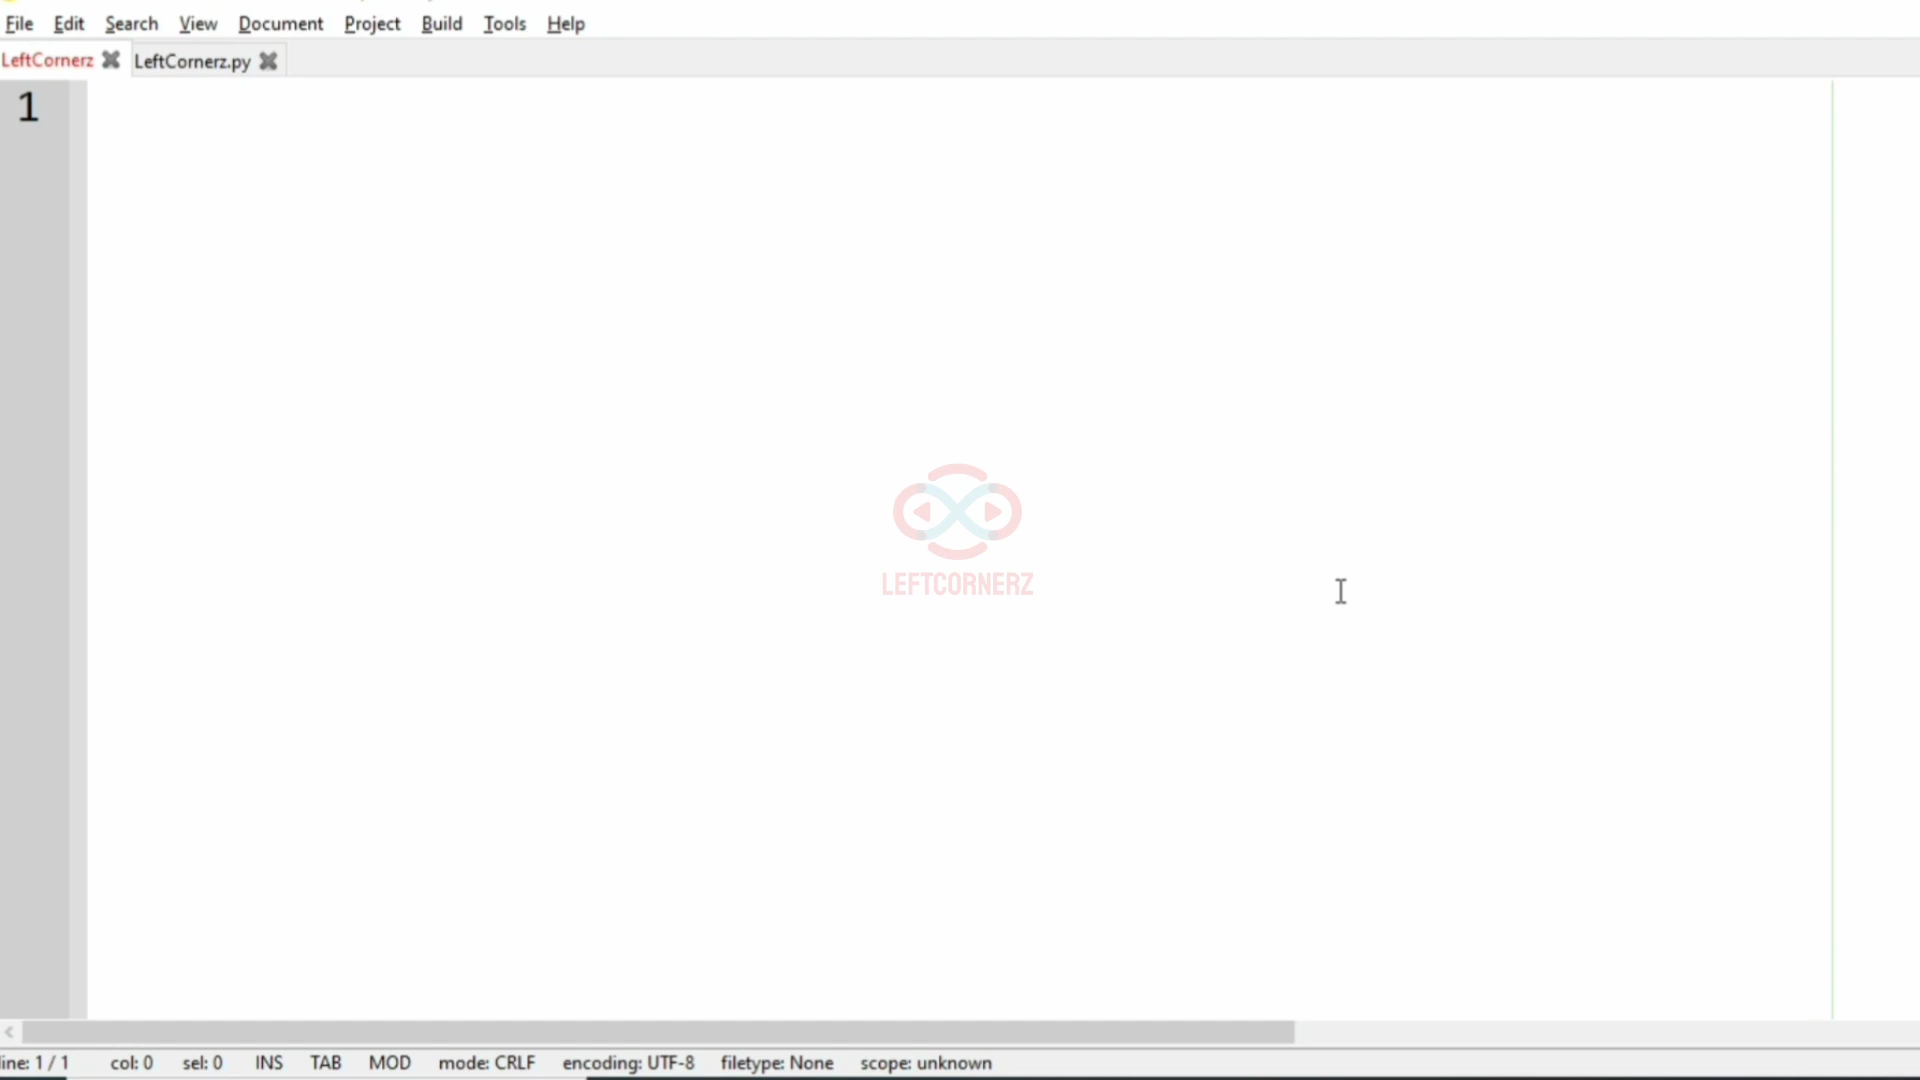 File Edit Search View Document Project Build Tools Help
LeftCornerz LeftCornerz.py
1
LEFTCORNERZ
line: 1 / 1 col: 0 sel: 0 INS TAB MOD mode: CRLF encoding: UTF-8 filetype: None scope: unknown